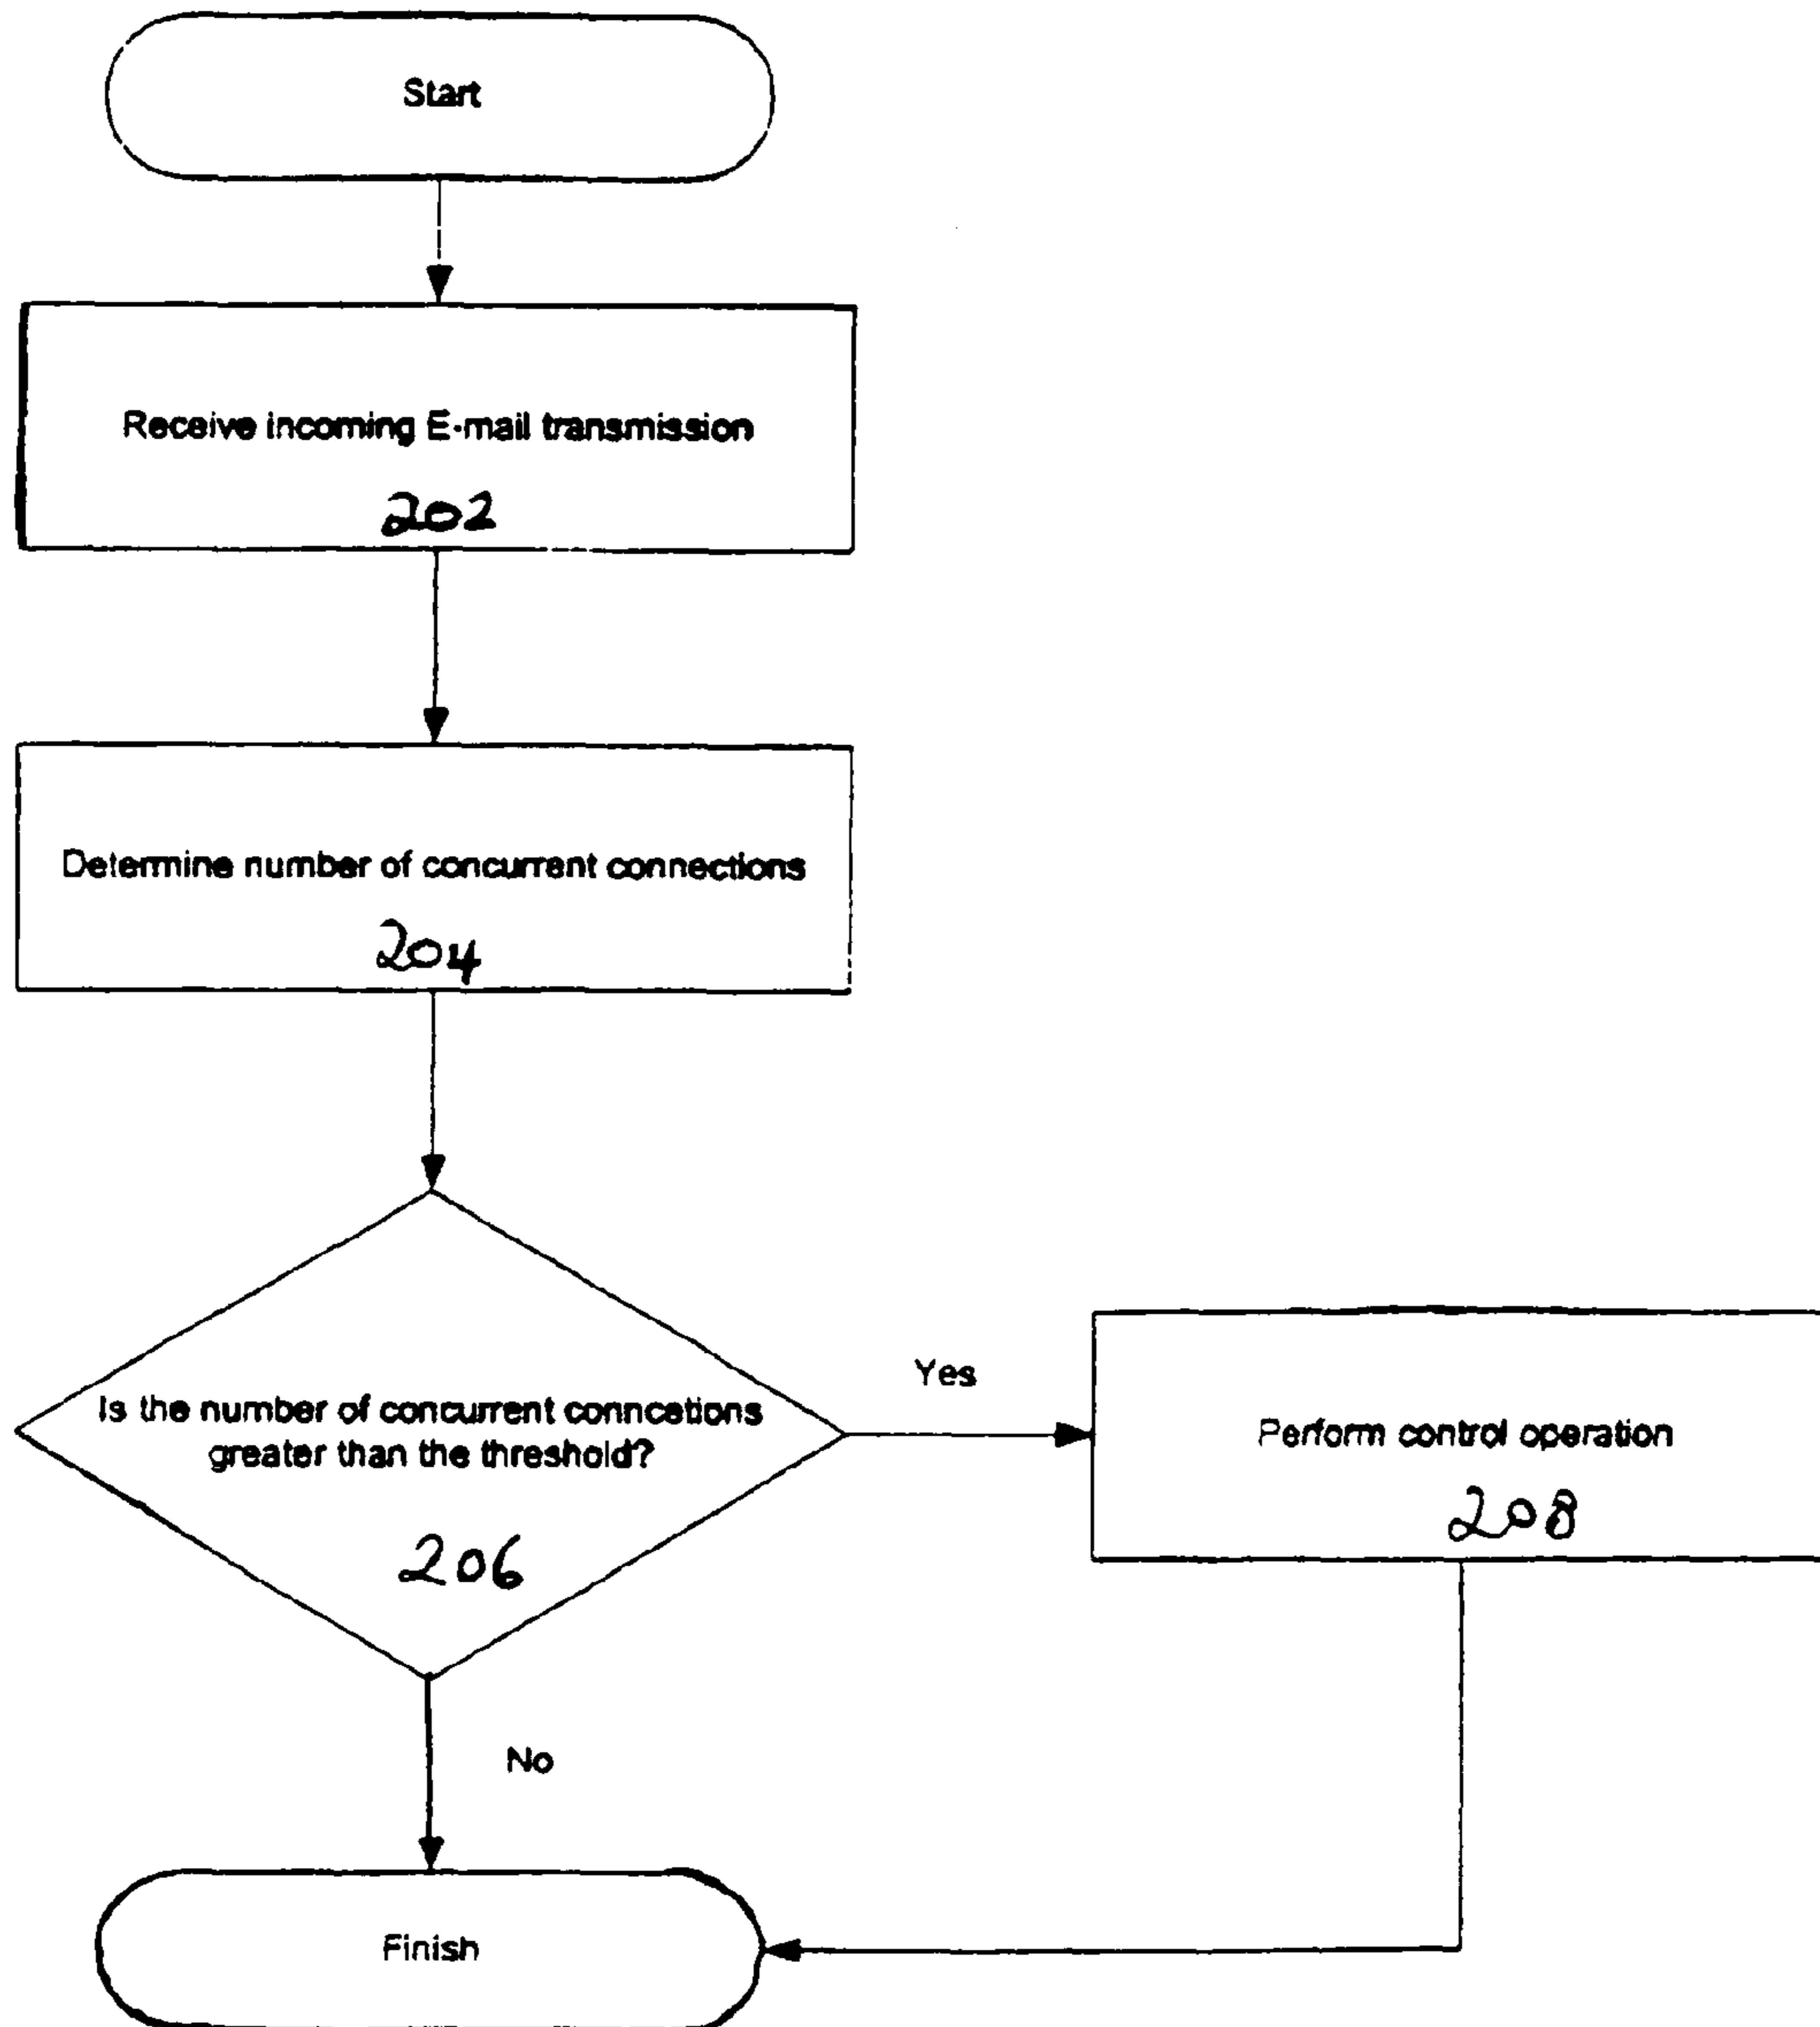 Start
Receive incoming E-mail transmission
202
Determine number of concurrent connections
204
Is the number of concurrent conncetions
greater than the threshold?
206
Yes
Perform control operation
208
No
Finish